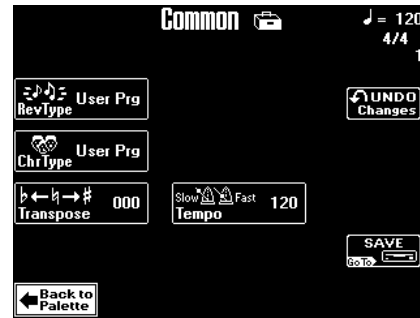 Common
♩ = 120
4/4
1
RevType User Prg
UNDO
Changes
ChrType User Prg
♭←♮→♯
Transpose 000
Slow Fast
Tempo 120
SAVE
Go To
Back to
Palette